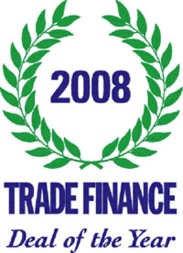 2008
TRADE FINANCE
Deal of the Year